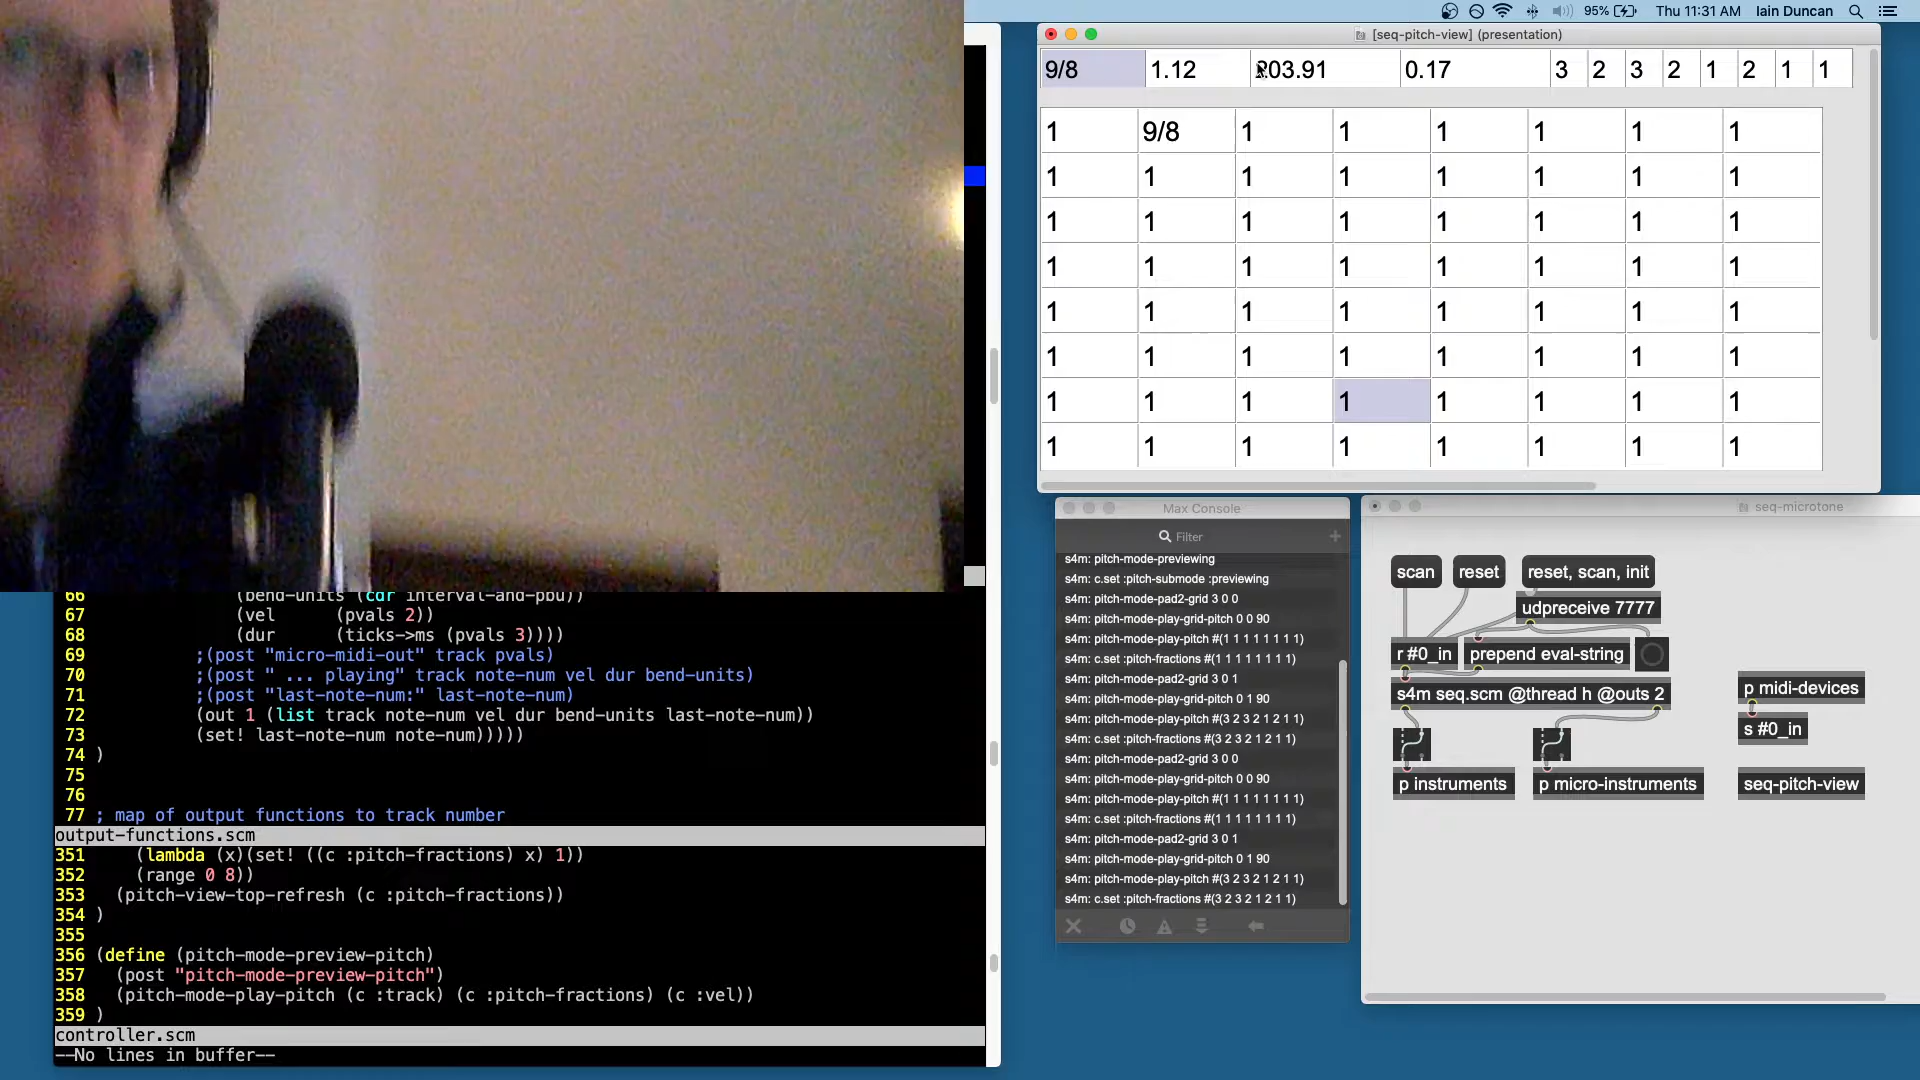 95% Thu 11:31 AM Iain Duncan
[seq-pitch-view] (presentation)
9/8 1.12 203.91 0.17 3 2 3 2 1 2 1 1
1 9/8 1 1 1 1 1 1
1 1 1 1 1 1 1 1
1 1 1 1 1 1 1 1
1 1 1 1 1 1 1 1
1 1 1 1 1 1 1 1
1 1 1 1 1 1 1 1
1 1 1 1 1 1 1 1
1 1 1 1 1 1 1 1
Max Console
Filter
s4m: pitch-mode-previewing
s4m: c.set :pitch-submode :previewing
s4m: pitch-mode-pad2-grid 3 0 0
s4m: pitch-mode-play-grid-pitch 0 0 90
s4m: pitch-mode-play-pitch #(1 1 1 1 1 1 1 1)
s4m: c.set :pitch-fractions #(1 1 1 1 1 1 1 1)
s4m: pitch-mode-pad2-grid 3 0 1
s4m: pitch-mode-play-grid-pitch 0 1 90
s4m: pitch-mode-play-pitch #(3 2 3 2 1 2 1 1)
s4m: c.set :pitch-fractions #(3 2 3 2 1 2 1 1)
s4m: pitch-mode-pad2-grid 3 0 0
s4m: pitch-mode-play-grid-pitch 0 0 90
s4m: pitch-mode-play-pitch #(1 1 1 1 1 1 1 1)
s4m: c.set :pitch-fractions #(1 1 1 1 1 1 1 1)
s4m: pitch-mode-pad2-grid 3 0 1
s4m: pitch-mode-play-grid-pitch 0 1 90
s4m: pitch-mode-play-pitch #(3 2 3 2 1 2 1 1)
s4m: c.set :pitch-fractions #(3 2 3 2 1 2 1 1)
seq-microtone
scan reset reset, scan, init
udpreceive 7777
r #0_in prepend eval-string
s4m seq.scm @thread h @outs 2
p instruments p micro-instruments
p midi-devices
s #0_in
seq-pitch-view
66 (bend-units (cdr interval-and-pbu))
67 (vel (pvals 2))
68 (dur (ticks->ms (pvals 3))))
69 ;(post "micro-midi-out" track pvals)
70 ;(post " ... playing" track note-num vel dur bend-units)
71 ;(post "last-note-num:" last-note-num)
72 (out 1 (list track note-num vel dur bend-units last-note-num))
73 (set! last-note-num note-num)))))
74 )
75
76
77 ; map of output functions to track number
output-functions.scm
351 (lambda (x)(set! ((c :pitch-fractions) x) 1))
352 (range 0 8))
353 (pitch-view-top-refresh (c :pitch-fractions))
354 )
355
356 (define (pitch-mode-preview-pitch)
357 (post "pitch-mode-preview-pitch")
358 (pitch-mode-play-pitch (c :track) (c :pitch-fractions) (c :vel))
359 )
controller.scm
--No lines in buffer--